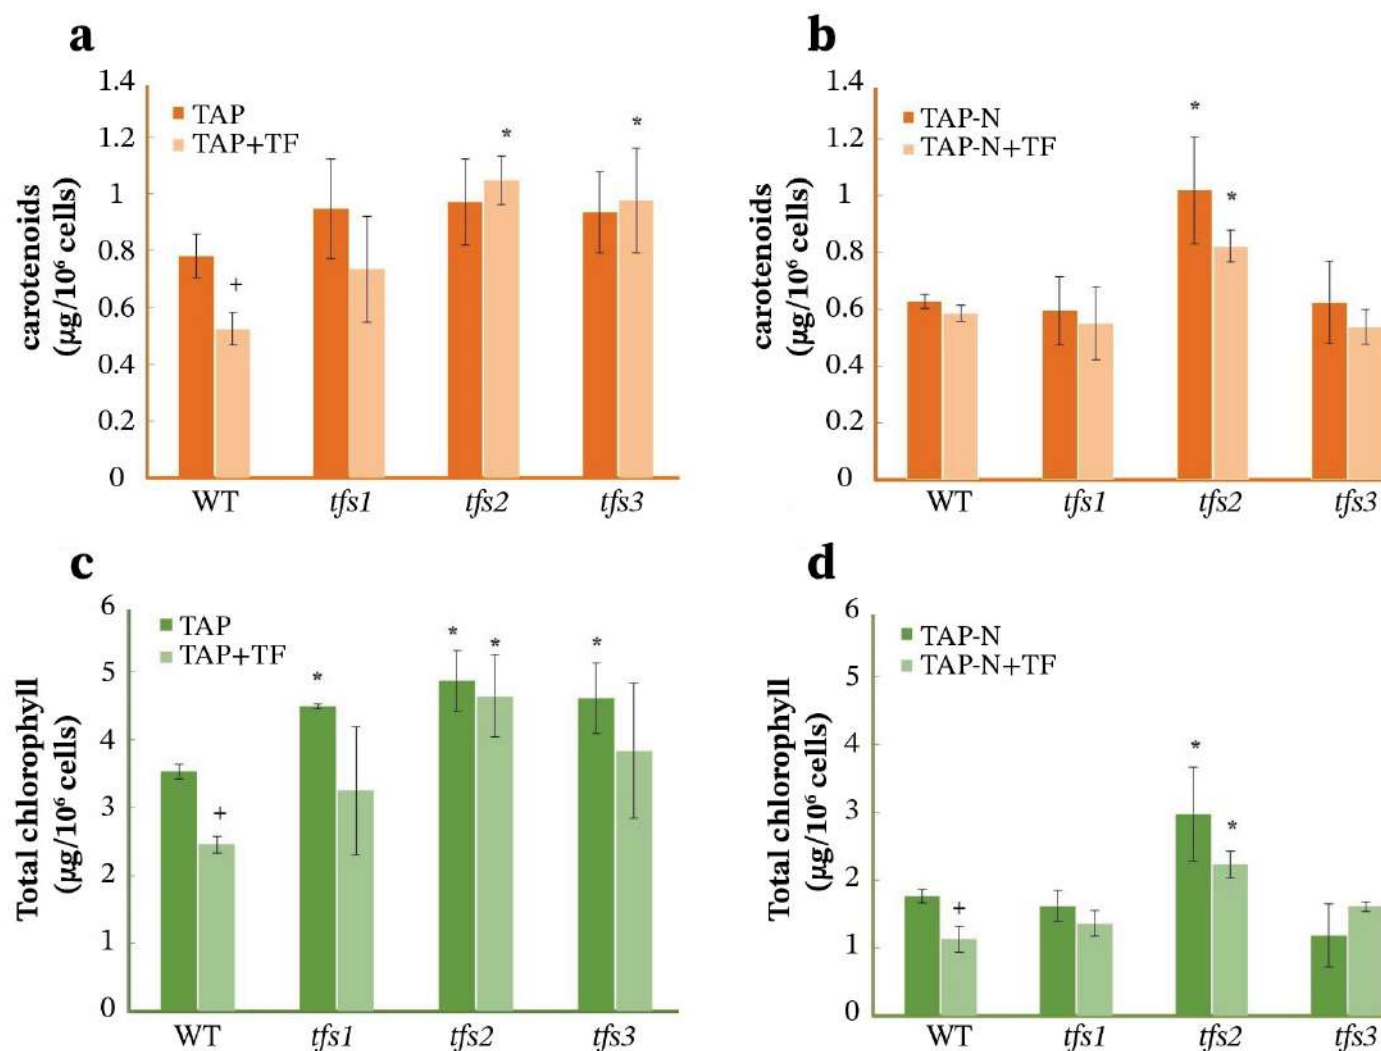 a
carotenoids
(µg/10⁶ cells)
1.4
1.2
1
0.8
0.6
0.4
0.2
0
TAP
TAP+TF
+
*
*
WT
tfs1
tfs2
tfs3
b
carotenoids
(µg/10⁶ cells)
1.4
1.2
1
0.8
0.6
0.4
0.2
0
TAP-N
TAP-N+TF
*
*
WT
tfs1
tfs2
tfs3
c
Total chlorophyll
(µg/10⁶ cells)
6
5
4
3
2
1
0
TAP
TAP+TF
+
*
*
*
*
WT
tfs1
tfs2
tfs3
d
Total chlorophyll
(µg/10⁶ cells)
6
5
4
3
2
1
0
TAP-N
TAP-N+TF
+
*
*
WT
tfs1
tfs2
tfs3